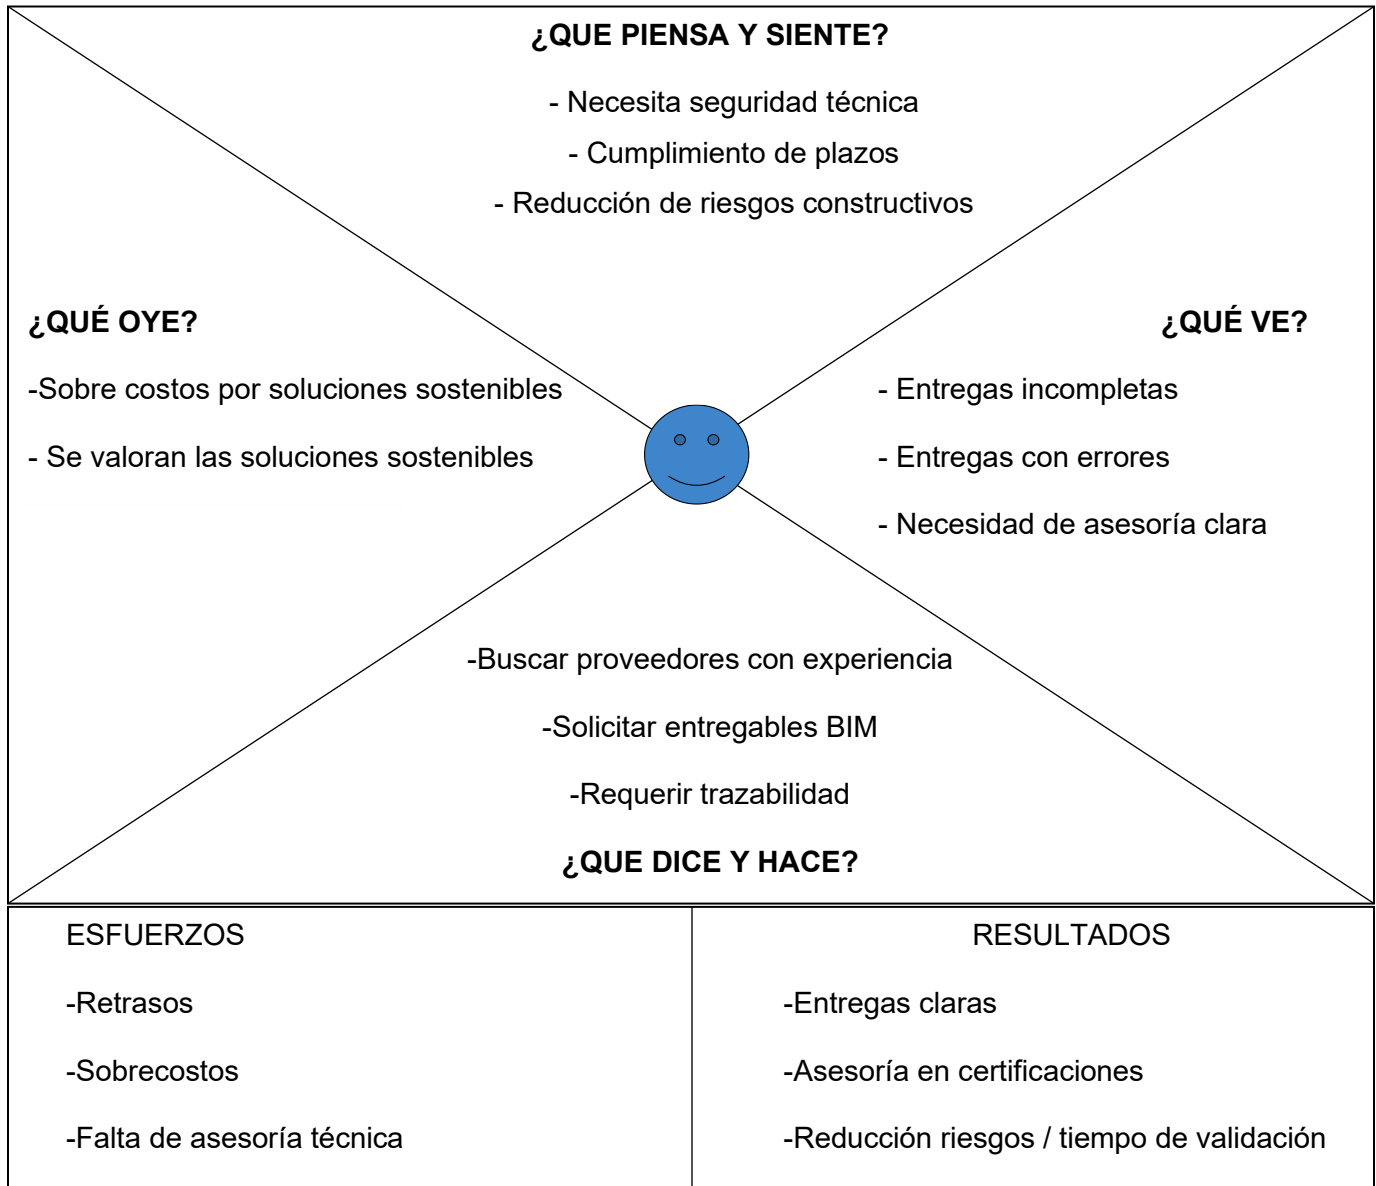 ¿QUE PIENSA Y SIENTE?
- Necesita seguridad técnica
- Cumplimiento de plazos
- Reducción de riesgos constructivos
¿QUÉ OYE?
-Sobre costos por soluciones sostenibles
- Se valoran las soluciones sostenibles
¿QUÉ VE?
- Entregas incompletas
- Entregas con errores
- Necesidad de asesoría clara
-Buscar proveedores con experiencia
-Solicitar entregables BIM
-Requerir trazabilidad
¿QUE DICE Y HACE?
ESFUERZOS
-Retrasos
-Sobrecostos
-Falta de asesoría técnica
RESULTADOS
-Entregas claras
-Asesoría en certificaciones
-Reducción riesgos / tiempo de validación